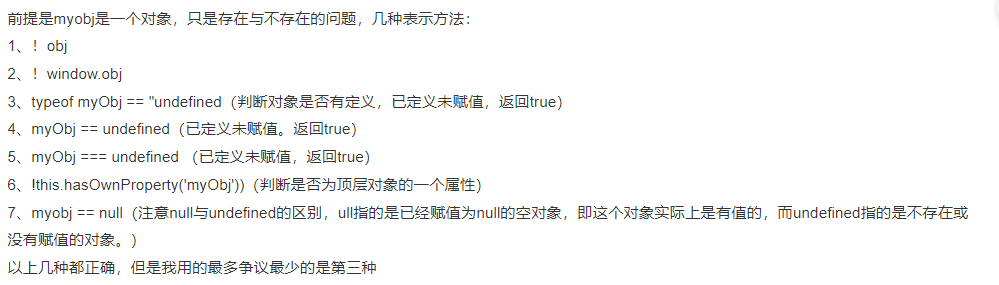 前提是myobj是一个对象，只是存在与不存在的问题，几种表示方法：
1、！obj
2、！window.obj
3、typeof myObj == "undefined（判断对象是否有定义，已定义未赋值，返回true）
4、myObj == undefined（已定义未赋值。返回true）
5、myObj === undefined （已定义未赋值，返回true）
6、!this.hasOwnProperty('myObj'))（判断是否为顶层对象的一个属性）
7、myobj == null（注意null与undefined的区别，ull指的是已经赋值为null的空对象，即这个对象实际上是有值的，而undefined指的是不存在或
没有赋值的对象。）
以上几种都正确，但是我用的最多争议最少的是第三种